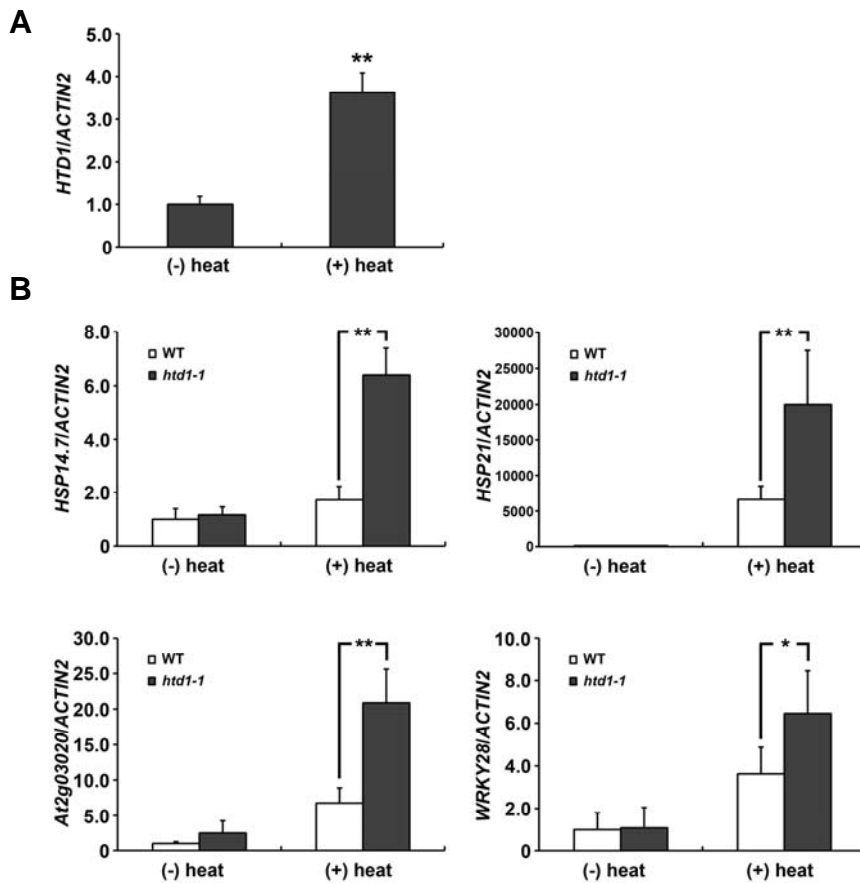 A
HTD1/ACTIN2
5.0
4.0
3.0
2.0
1.0
0
**
(-) heat
(+) heat
B
HSP14.7/ACTIN2
8.0
6.0
4.0
2.0
0
WT
htd1-1
**
(-) heat
(+) heat
HSP21/ACTIN2
30000
25000
20000
15000
10000
5000
0
WT
htd1-1
**
(-) heat
(+) heat
At2g03020/ACTIN2
30.0
25.0
20.0
15.0
10.0
5.0
0
WT
htd1-1
**
(-) heat
(+) heat
WRKY28/ACTIN2
10.0
8.0
6.0
4.0
2.0
0
WT
htd1-1
*
(-) heat
(+) heat